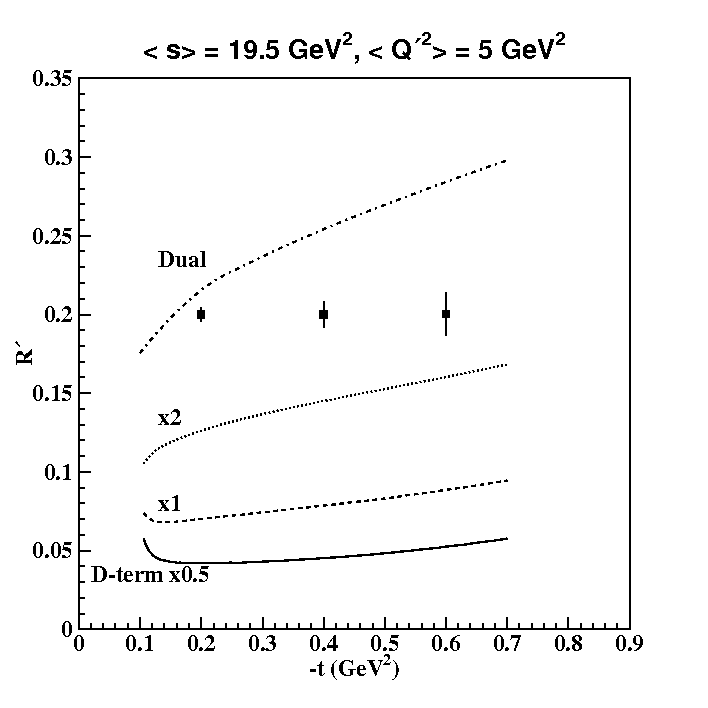 < s> = 19.5 GeV², < Q´²> = 5 GeV²
0.35
0.3
0.25
0.2
0.15
0.1
0.05
0
R´
Dual
x2
x1
D-term x0.5
0 0.1 0.2 0.3 0.4 0.5 0.6 0.7 0.8 0.9
-t (GeV²)